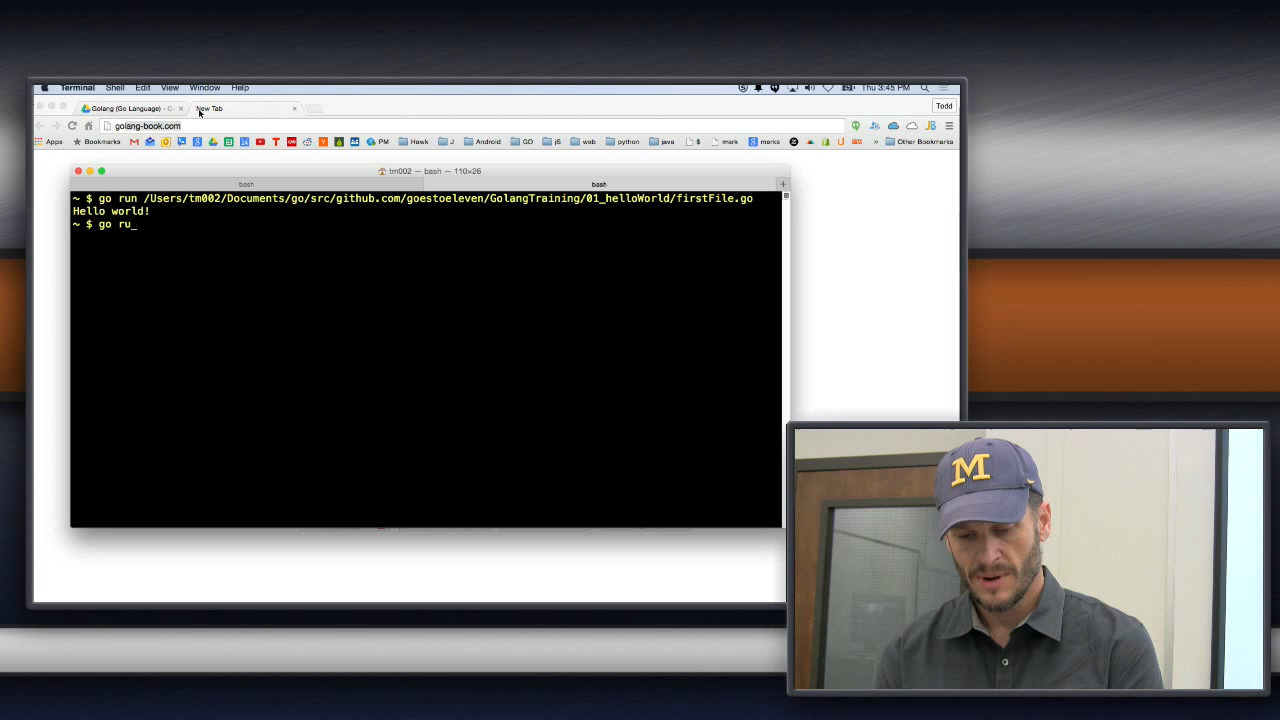 Terminal Shell Edit View Window Help Thu 3:45 PM
Golang (Go Language) - G New Tab Todd
golang-book.com
Apps Bookmarks PM Hawk J Android GO jS web python java $ mark marks » Other Bookmarks
tm002 — bash — 110×26
bash bash +
~ $ go run /Users/tm002/Documents/go/src/github.com/goestoeleven/GolangTraining/01_helloWorld/firstFile.go
Hello world!
~ $ go ru_
M